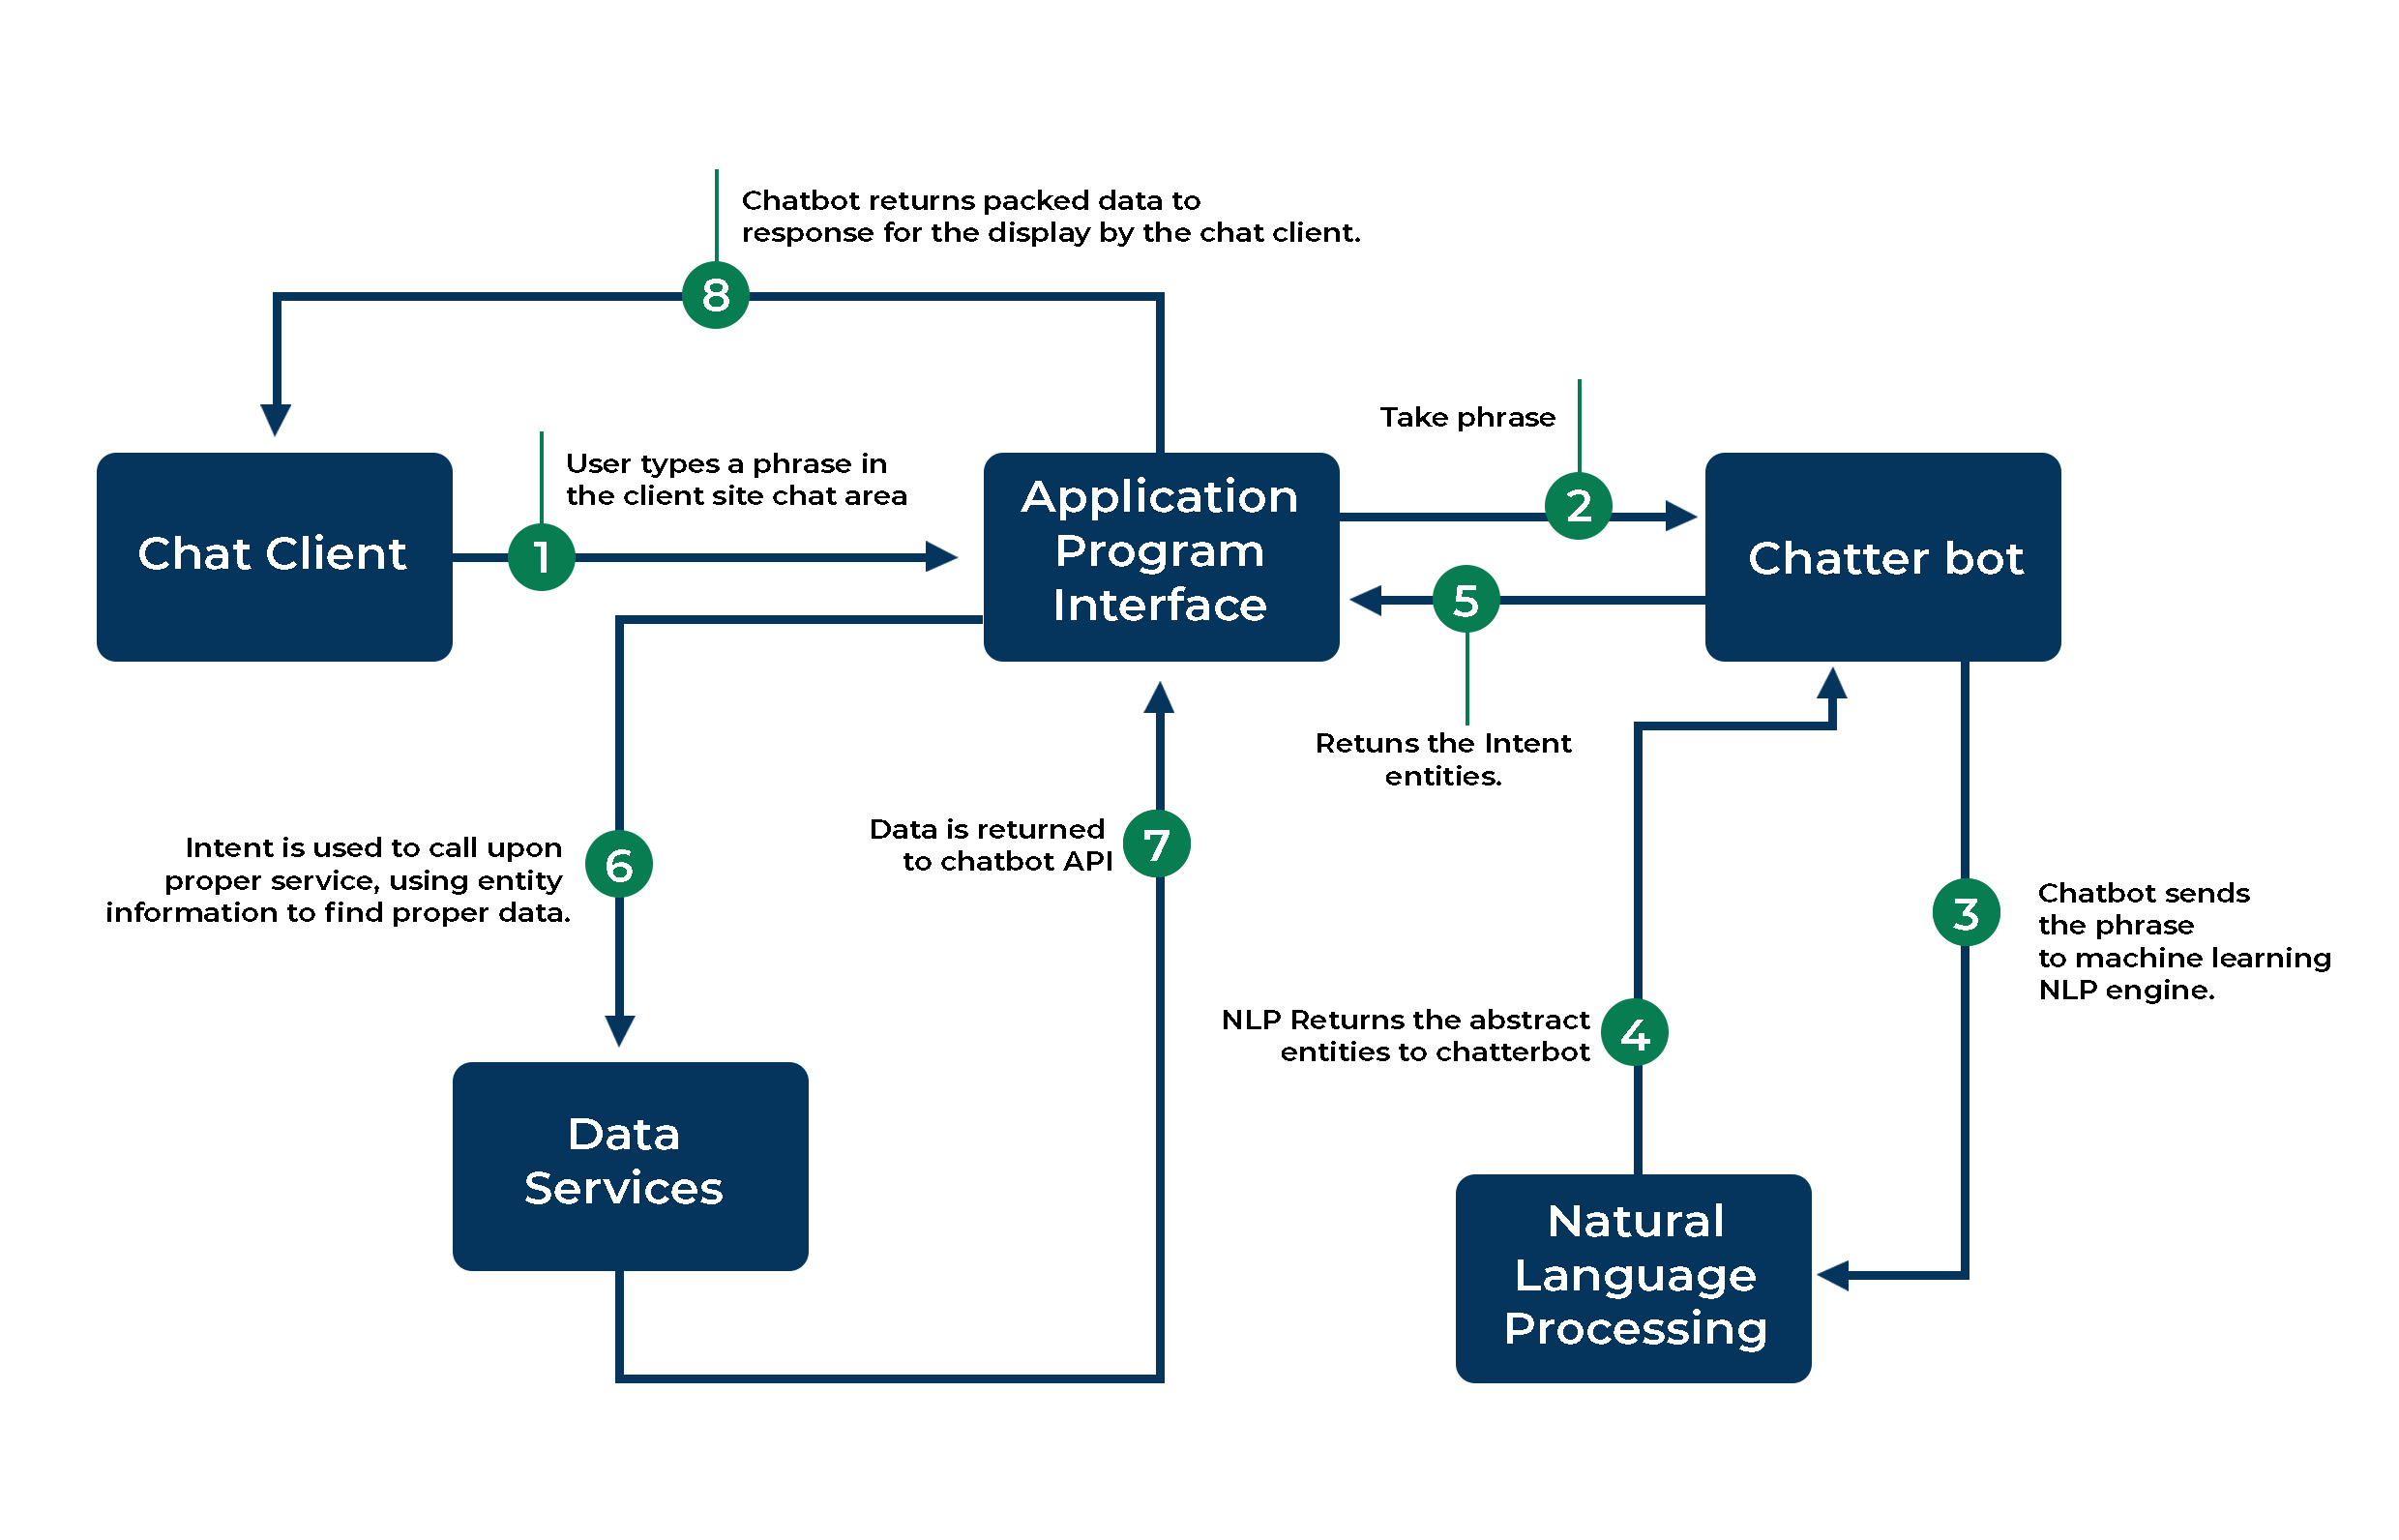 Chatbot returns packed data to
response for the display by the chat client.
8
Take phrase
User types a phrase in
the client site chat area
Chat Client
1
Application
Program
Interface
2
Chatter bot
5
Retuns the Intent
entities.
Data is returned
to chatbot API
7
Intent is used to call upon
proper service, using entity
information to find proper data.
6
3
Chatbot sends
the phrase
to machine learning
NLP engine.
NLP Returns the abstract
entities to chatterbot
4
Data
Services
Natural
Language
Processing